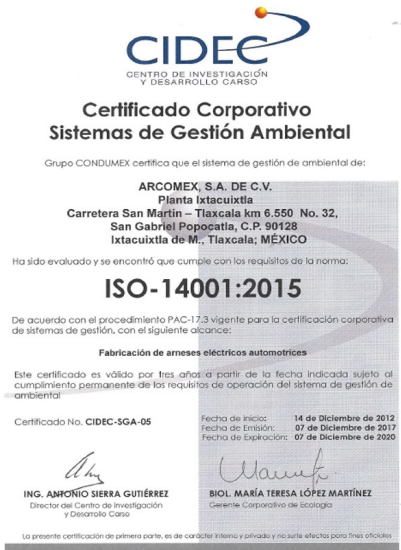 CIDEC
CENTRO DE INVESTIGACIÓN
Y DESARROLLO CARSO
Certificado Corporativo
Sistemas de Gestión Ambiental
Grupo CONDUMEX certifica que el sistema de gestión de ambiental de:
ARCOMEX, S.A. DE C.V.
Planta Ixtacuixtla
Carretera San Martin – Tlaxcala km 6.550 No. 32,
San Gabriel Popocatla, C.P. 90128
Ixtacuixtla de M., Tlaxcala; MÉXICO
Ha sido evaluado y se encontró que cumple con los requisitos de la norma:
ISO-14001:2015
De acuerdo con el procedimiento PAC-17.3 vigente para la certificación corporativa
de sistemas de gestión, con el siguiente alcance:
Fabricación de arneses eléctricos automotrices
Este certificado es válido por tres años a partir de la fecha indicada sujeto al
cumplimiento permanente de los requisitos de operación del sistema de gestión de
ambiental
Certificado No. CIDEC-SGA-05
Fecha de inicio: 14 de Diciembre de 2012
Fecha de Emisión: 07 de Diciembre de 2017
Fecha de Expiración: 07 de Diciembre de 2020
ING. ANTONIO SIERRA GUTIÉRREZ
Director del Centro de Investigación
y Desarrollo Carso
BIOL. MARÍA TERESA LÓPEZ MARTÍNEZ
Gerente Corporativo de Ecología
La presente certificación de primera parte, es de carácter interno y privado y no surte efectos para fines oficiales